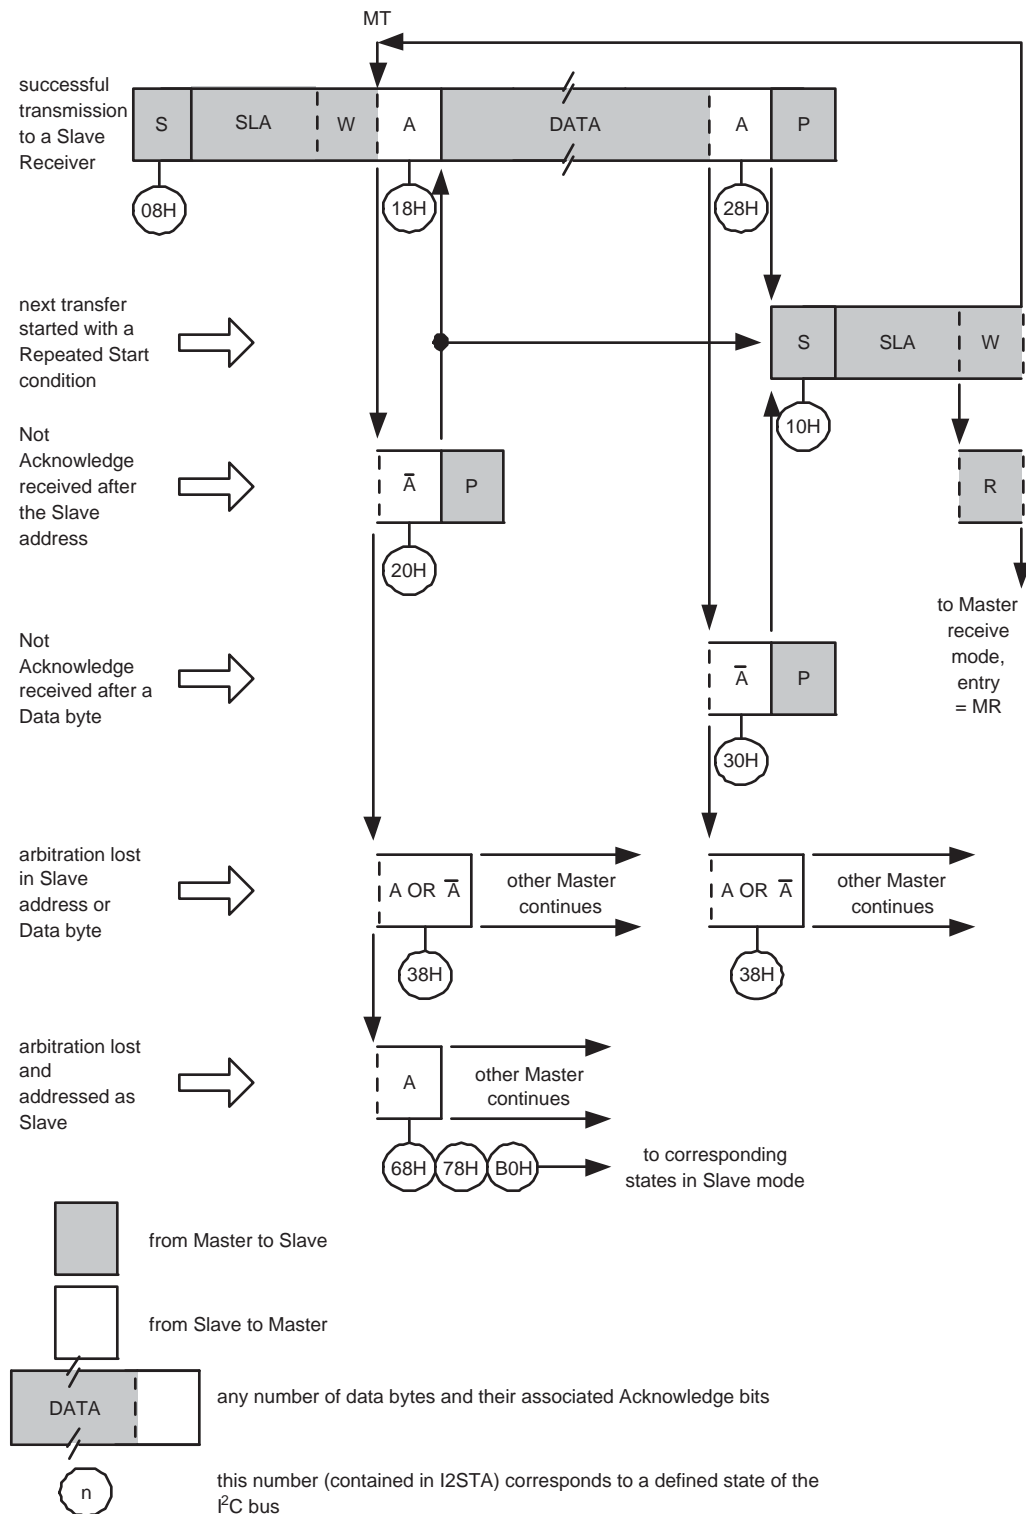 MT
successful
transmission
to a Slave
Receiver
S SLA W A DATA A P
08H 18H 28H
next transfer
started with a
Repeated Start
condition
S SLA W
10H
Not
Acknowledge
received after
the Slave
address
A̅ P
R
20H
to Master
receive
mode,
entry
= MR
Not
Acknowledge
received after a
Data byte
A̅ P
30H
arbitration lost
in Slave
address or
Data byte
A OR A̅
other Master
continues
A OR A̅
other Master
continues
38H 38H
arbitration lost
and
addressed as
Slave
A
other Master
continues
68H 78H B0H
to corresponding
states in Slave mode
from Master to Slave
from Slave to Master
DATA
any number of data bytes and their associated Acknowledge bits
n
this number (contained in I2STA) corresponds to a defined state of the
I²C bus